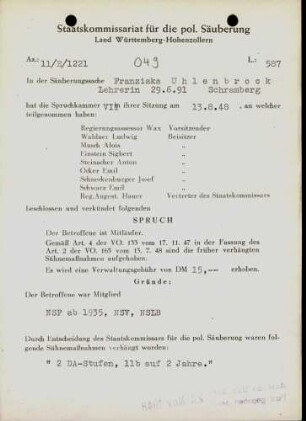 Staatskommissariat für die pol. Säuberung
Land Württemberg-Hohenzollern
Az.: 11/E/1221 049 L: 587
In der Säuberungssache Franziska Uhlenbrock
Lehrerin 29.6.91 Schramberg
hat die Spruchkammer VII in ihrer Sitzung am 13.8.48 , an welcher
teilgenommen haben:
Regierungsassessor Wax Vorsitzender
Waldner Ludwig Beisitzer
Musch Alois „
Einstein Sigbert „
Steinacher Anton „
Ocker Emil „
Schneckenburger Josef „
Schwarz Emil „
Reg.Angest. Hauer Vertreter des Staatskommissars
beschlossen und verkündet folgenden
SPRUCH
Der Betroffene ist Mitläufer.
Gemäß Art. 4 der VO. 133 vom 17. 11. 47 in der Fassung des
Art. 2 der VO. 165 vom 13. 7. 48 sind die früher verhängten
Sühnemaßnahmen aufgehoben.
Es wird eine Verwaltungsgebühr von DM 15,-- erhoben.
Gründe:
Der Betroffene war Mitglied
NSF ab 1935, NSV, NSLB
Durch Entscheidung des Staatskommissars für die pol. Säuberung waren fol-
gende Sühnemaßnahmen verhängt worden:
" 2 DA-Stufen, 11b auf 2 Jahre."